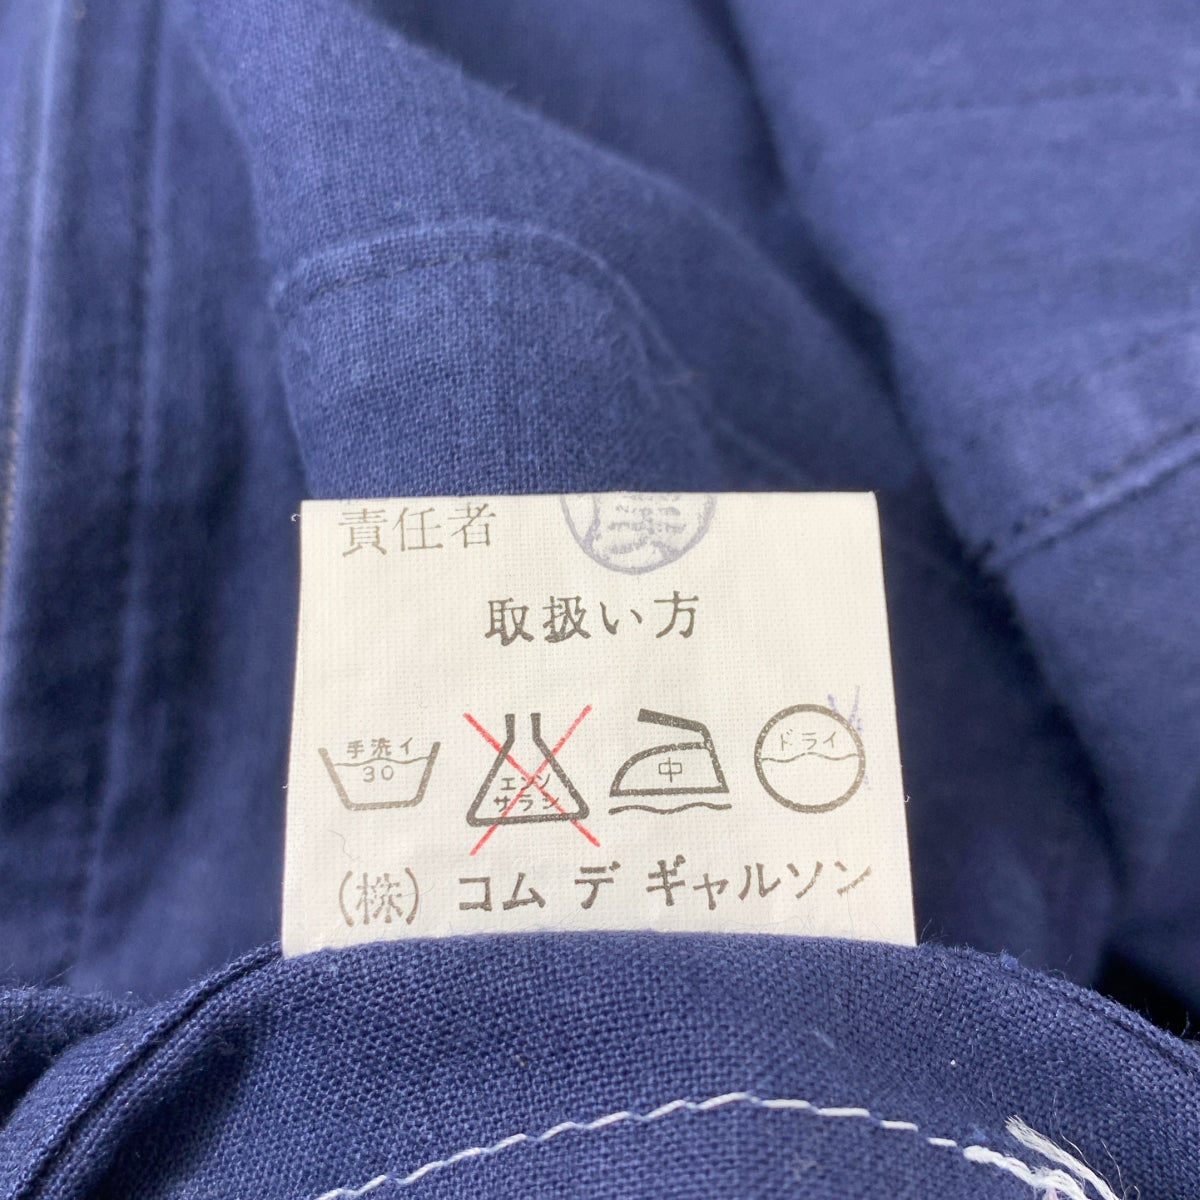 責任者
取扱い方
手洗イ
30
エンソ
サラシ
中
ドライ
(株) コム デ ギャルソン